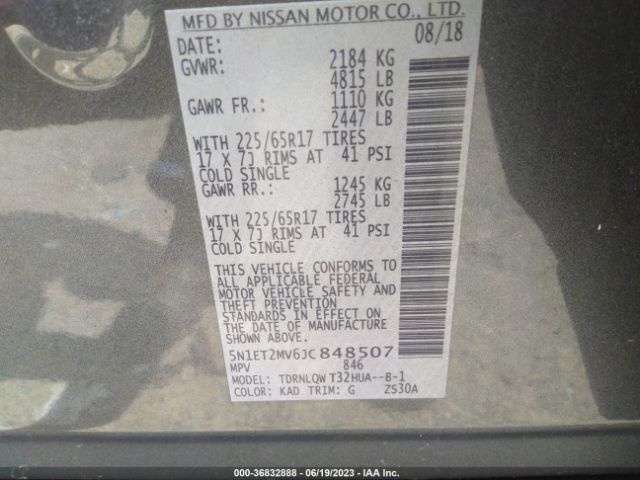 MFD BY NISSAN MOTOR CO., LTD.
DATE: 08/18
GVWR: 2184 KG
4815 LB
GAWR FR.: 1110 KG
2447 LB
WITH 225/65R17 TIRES
17 X 7J RIMS AT 41 PSI
COLD SINGLE
GAWR RR.: 1245 KG
2745 LB
WITH 225/65R17 TIRES
17 X 7J RIMS AT 41 PSI
COLD SINGLE
THIS VEHICLE CONFORMS TO
ALL APPLICABLE FEDERAL
MOTOR VEHICLE SAFETY AND
THEFT PREVENTION
STANDARDS IN EFFECT ON
THE DATE OF MANUFACTURE
SHOWN ABOVE.
5N1ET2MV6JC848507
MPV 846
MODEL: TDRNLQW T32HUA--B-1
COLOR: KAD TRIM: G ZS30A
000-36832888 - 06/19/2023 - IAA Inc.